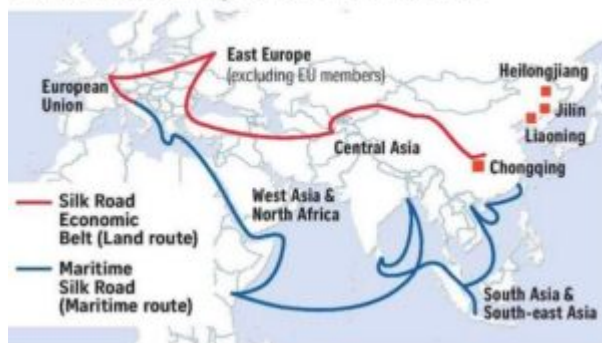 East Europe
(excluding EU members)
European
Union
Heilongjiang
Jilin
Liaoning
Central Asia
Chongqing
West Asia &
North Africa
Silk Road
Economic
Belt (Land route)
Maritime
Silk Road
(Maritime route)
South Asia &
South-east Asia